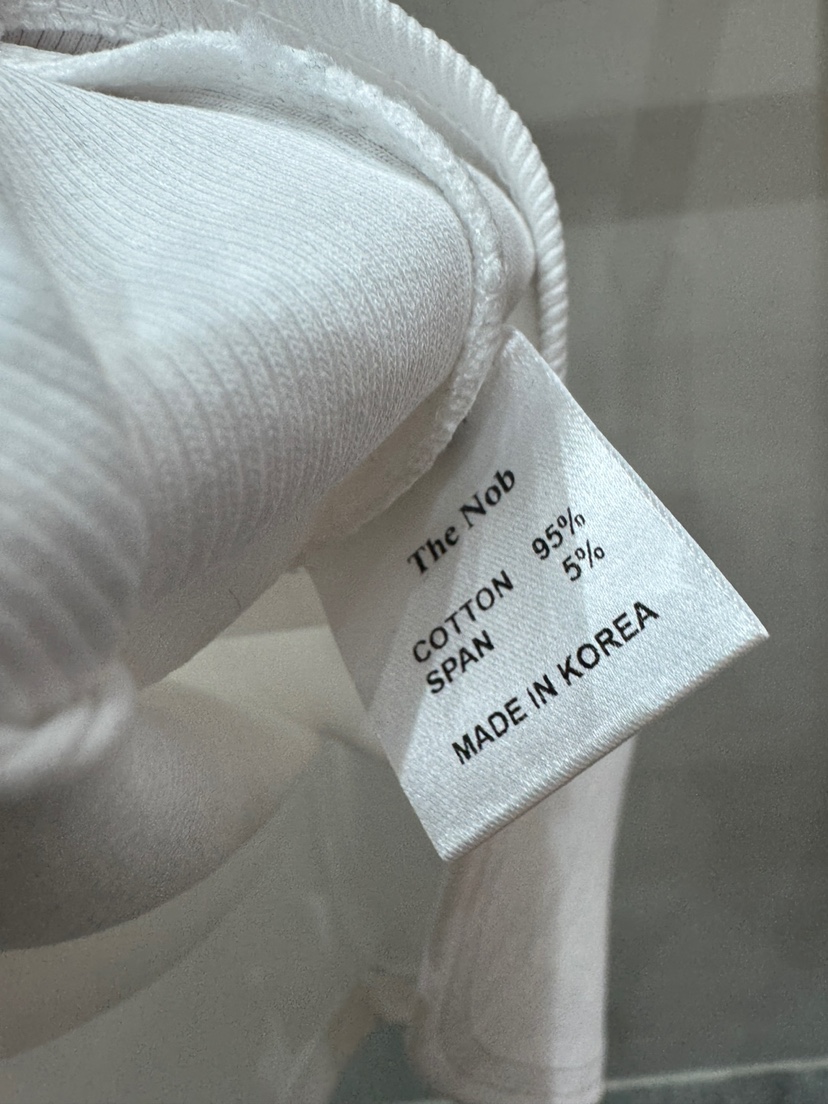 The Nob
COTTON 95%
SPAN 5%
MADE IN KOREA